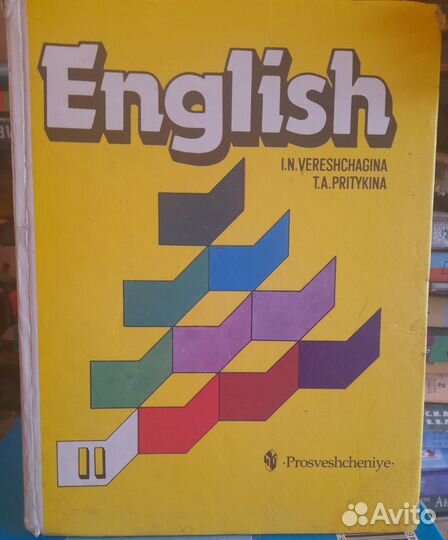 English
I.N.VERESHCHAGINA
T.A.PRITYKINA
II
·Prosveshcheniye·
Avito